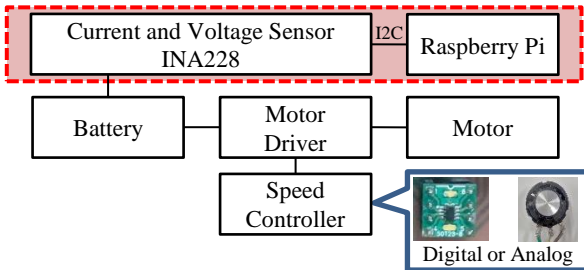 Current and Voltage Sensor
INA228
I2C
Raspberry Pi
Battery
Motor
Driver
Motor
Speed
Controller
Digital or Analog